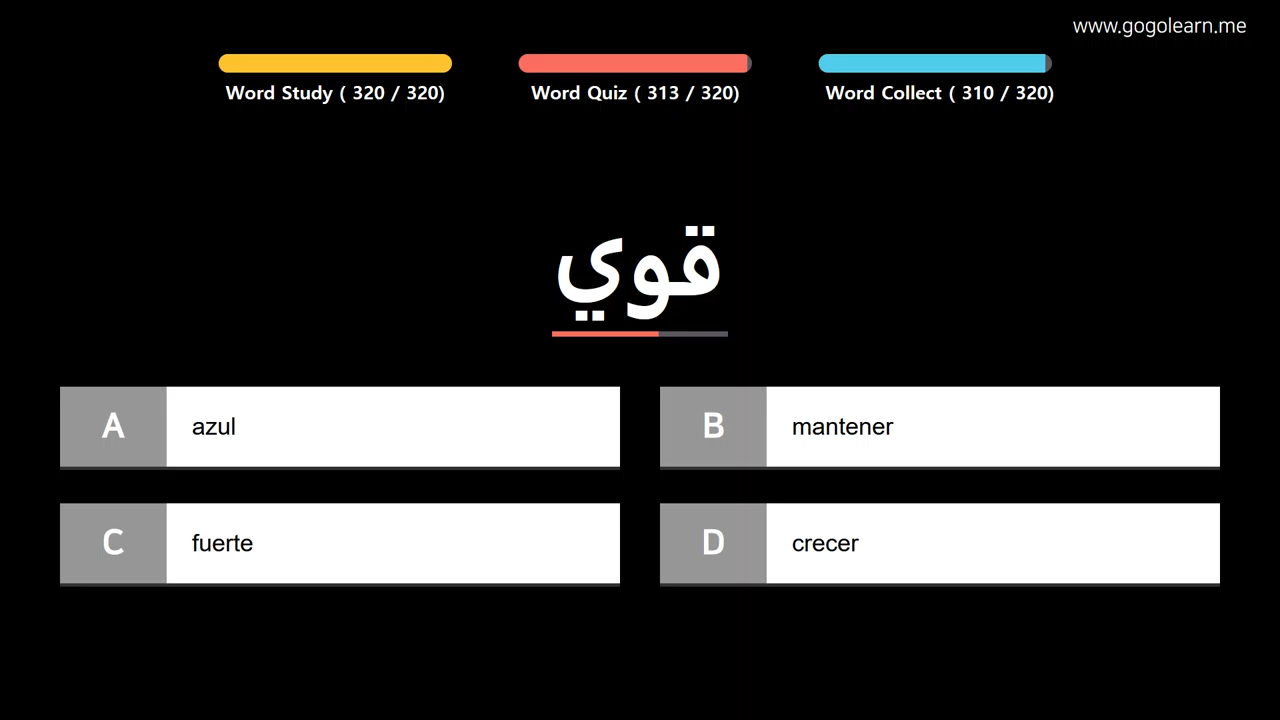 www.gogolearn.me
Word Study ( 320 / 320)
Word Quiz ( 313 / 320)
Word Collect ( 310 / 320)
قوي
A azul
B mantener
C fuerte
D crecer